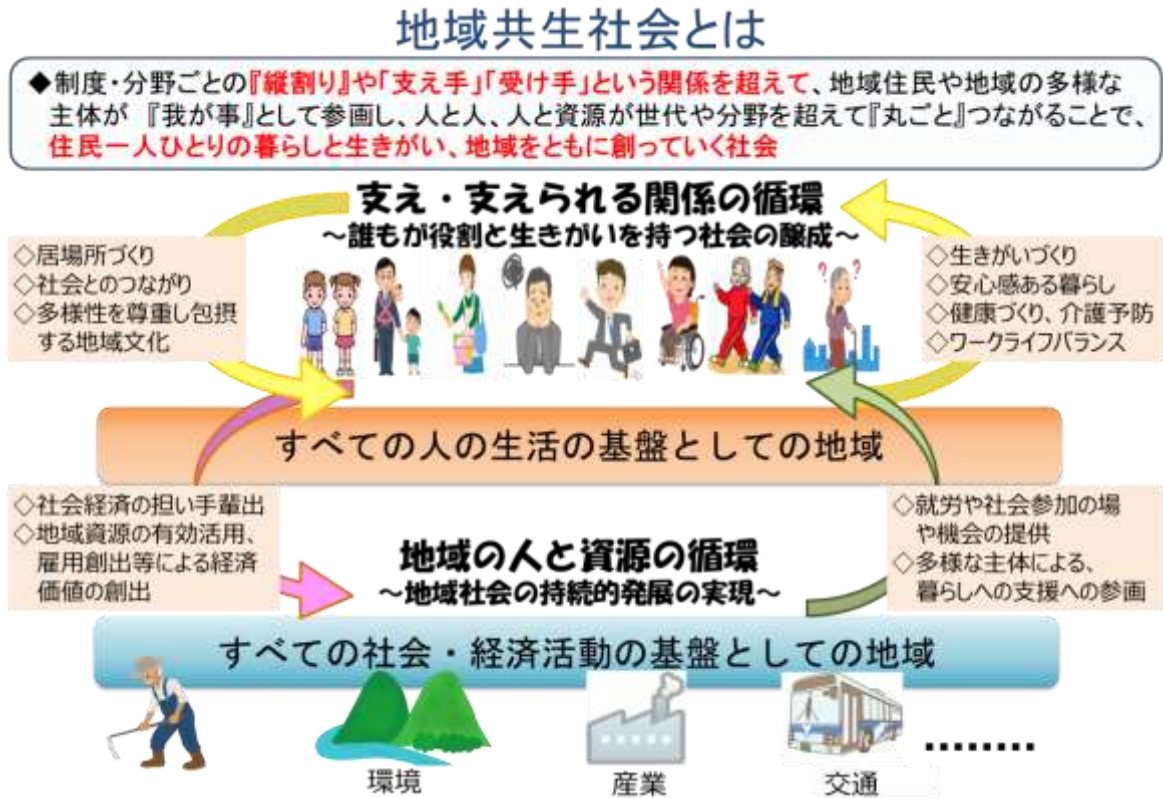 地域共生社会とは
◆制度・分野ごとの『縦割り』や「支え手」「受け手」という関係を超えて、地域住民や地域の多様な
主体が 『我が事』として参画し、人と人、人と資源が世代や分野を超えて『丸ごと』つながることで、
住民一人ひとりの暮らしと生きがい、地域をともに創っていく社会
支え・支えられる関係の循環
～誰もが役割と生きがいを持つ社会の醸成～
◇居場所づくり
◇社会とのつながり
◇多様性を尊重し包摂
する地域文化
◇生きがいづくり
◇安心感ある暮らし
◇健康づくり、介護予防
◇ワークライフバランス
? ?
すべての人の生活の基盤としての地域
◇社会経済の担い手輩出
◇地域資源の有効活用、
雇用創出等による経済
価値の創出
地域の人と資源の循環
～地域社会の持続的発展の実現～
◇就労や社会参加の場
や機会の提供
◇多様な主体による、
暮らしへの支援への参画
すべての社会・経済活動の基盤としての地域
環境
産業
交通
………